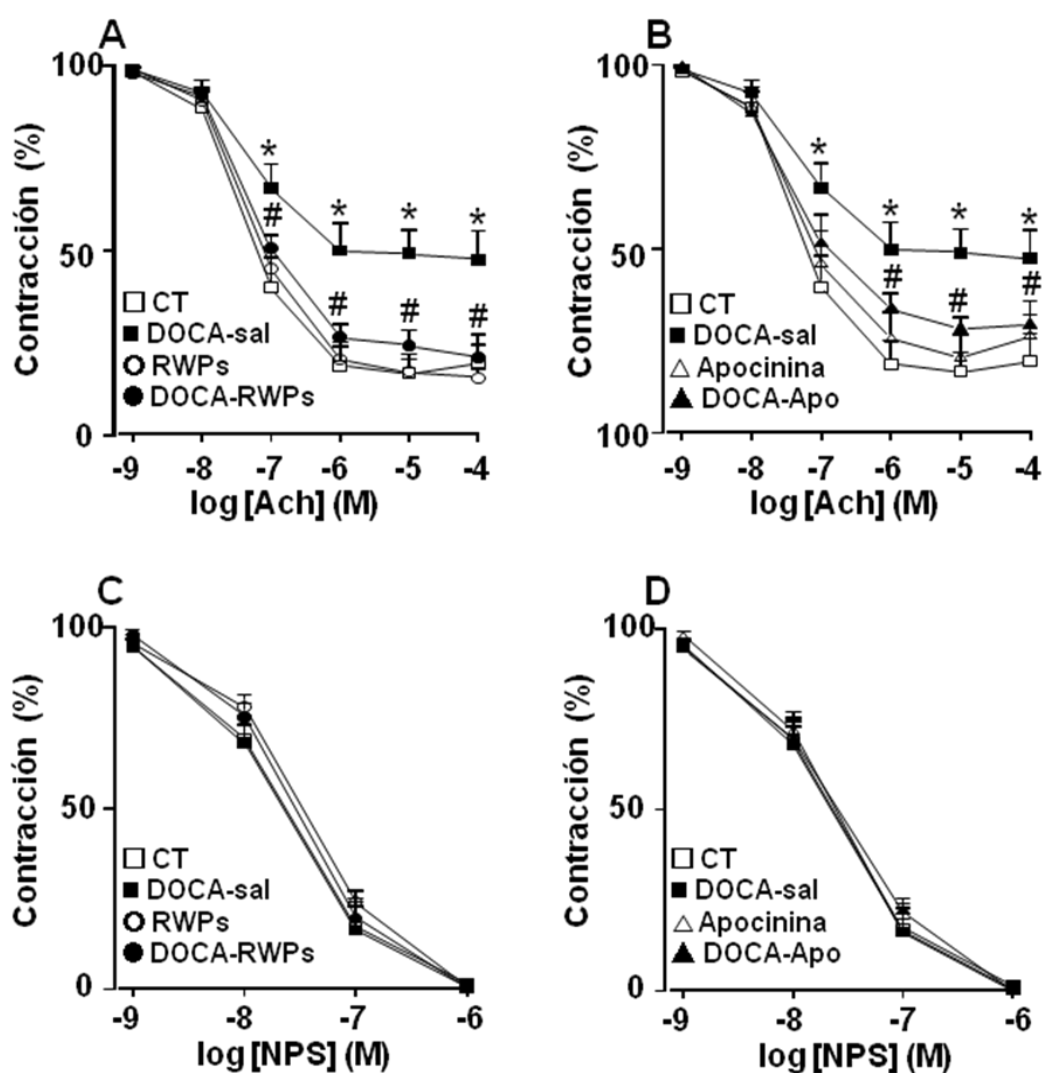 A
100
50
0
Contracción (%)
*
*
*
*
#
#
#
#
CT
DOCA-sal
RWPs
DOCA-RWPs
-9 -8 -7 -6 -5 -4
log [Ach] (M)
B
100
50
100
Contracción (%)
*
*
*
*
#
#
#
CT
DOCA-sal
Apocinina
DOCA-Apo
-9 -8 -7 -6 -5 -4
log [Ach] (M)
C
100
50
0
Contracción (%)
CT
DOCA-sal
RWPs
DOCA-RWPs
-9 -8 -7 -6
log [NPS] (M)
D
100
50
0
Contracción (%)
CT
DOCA-sal
Apocinina
DOCA-Apo
-9 -8 -7 -6
log [NPS] (M)